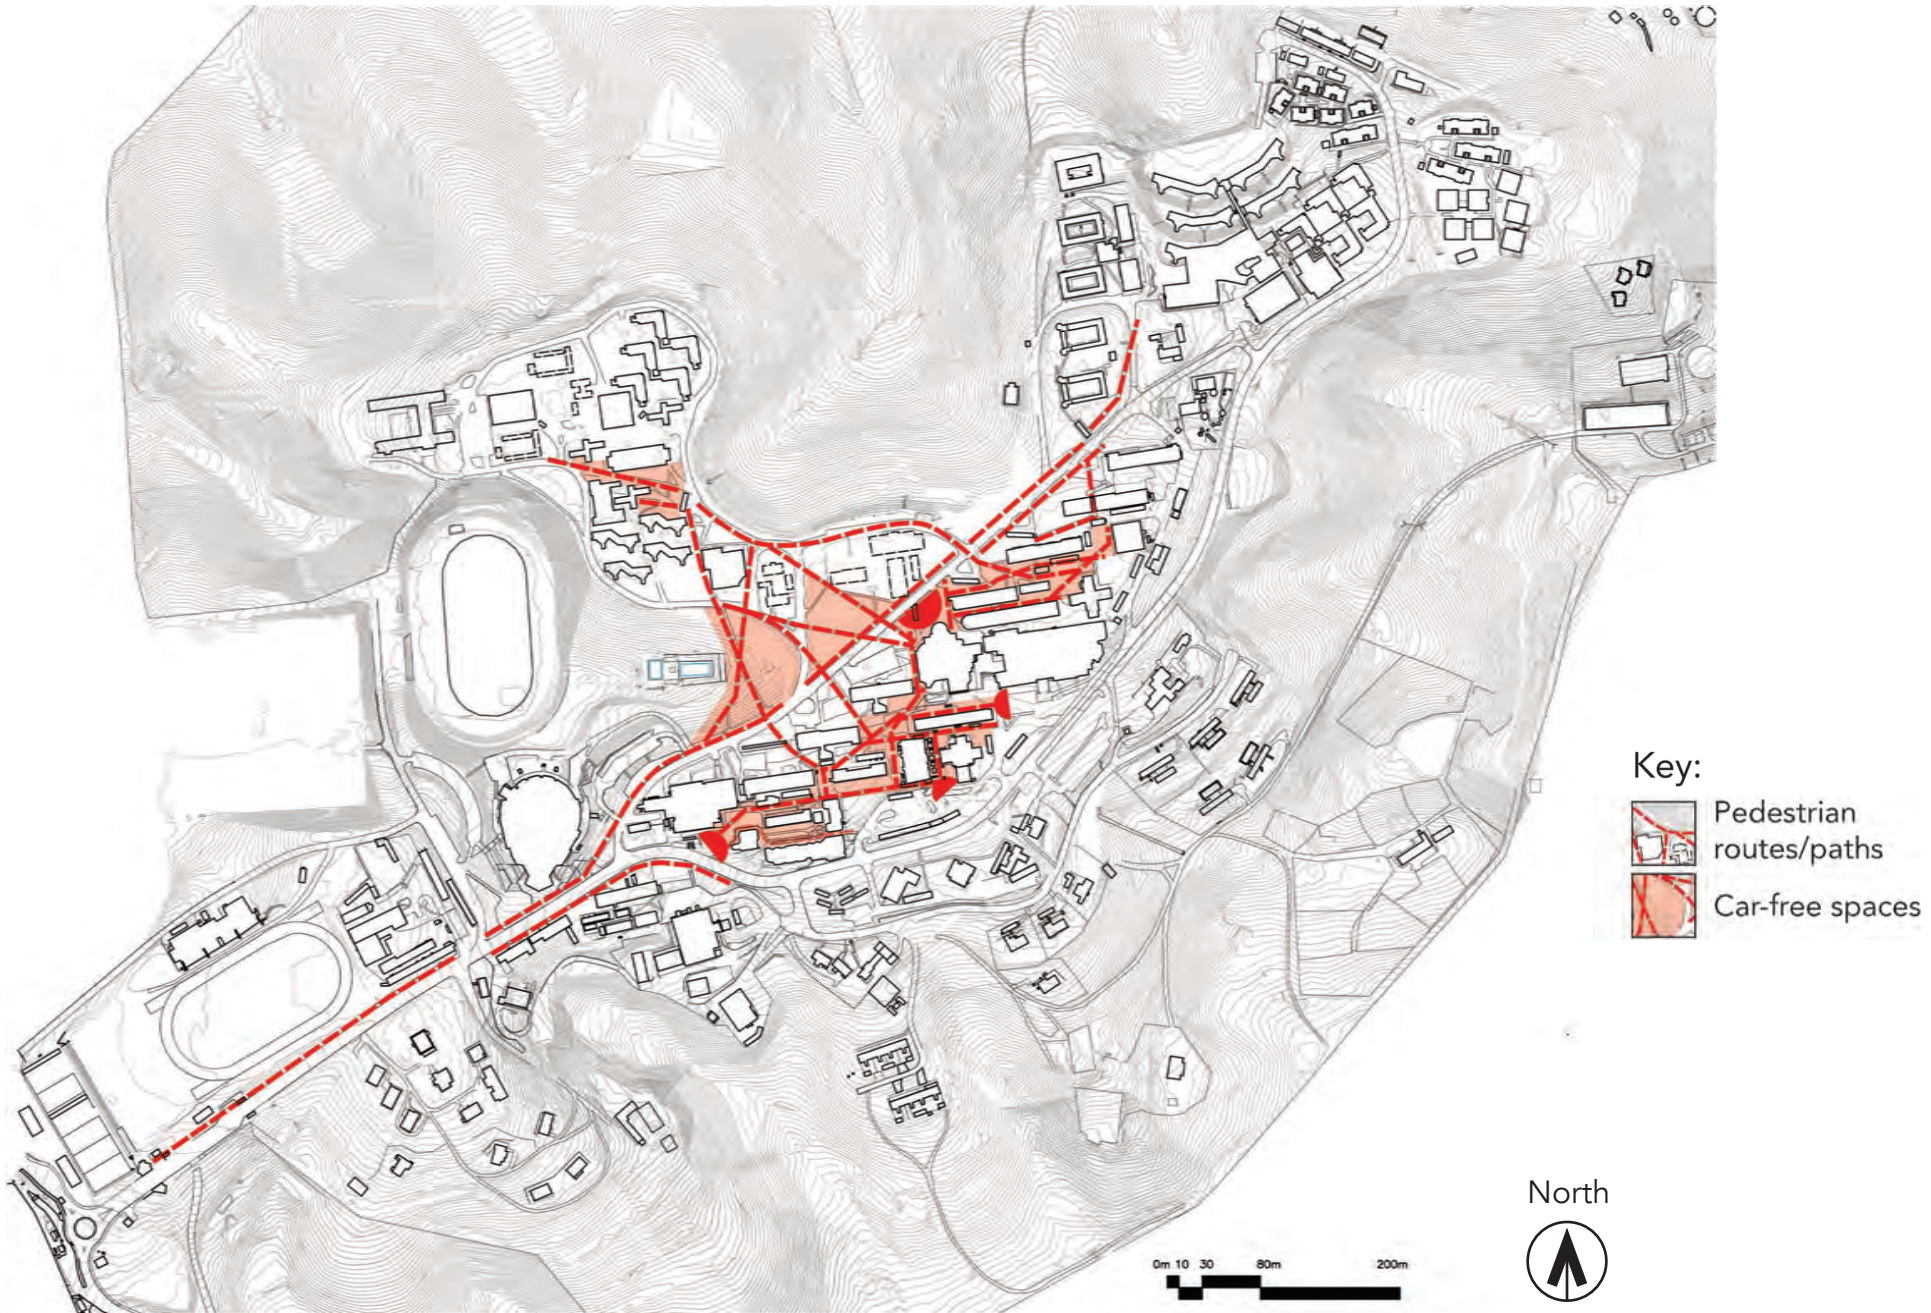 Key:
Pedestrian
routes/paths
Car-free spaces
North
0m 10 30 80m 200m